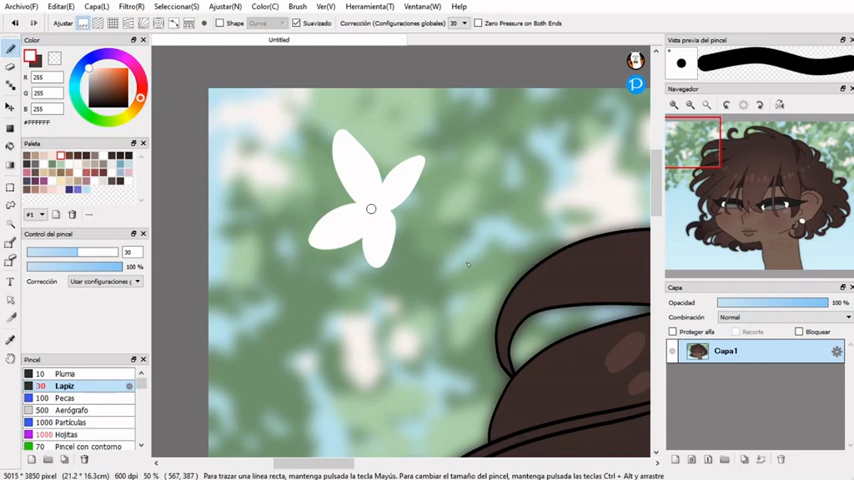 Archivo(F) Editar(E) Capa(L) Filtro(R) Seleccionar(S) Ajustar(N) Color(C) Brush Ver(V) Herramienta(T) Ventana(W) Help
Ajustar Shape Curve Suavizado Corrección (Configuraciones globales) 30 Zero Pressure on Both Ends
Color
Untitled
Vista previa del pincel
R 255
G 255
B 255
#FFFFFF
Navegador
Paleta
#1
Control del pincel
30
100 %
Corrección Usar configuraciones g
Capa
Opacidad 100 %
Combinación Normal
Proteger alfa Recorte Bloquear
Capa1
Pincel
10 Pluma
30 Lapiz
100 Pecas
500 Aerógrafo
1000 Partículas
1000 Hojitas
70 Pincel con contorno
5015 * 3850 pixel (21.2 * 16.3cm) 600 dpi 50 % (567, 387) Para trazar una línea recta, mantenga pulsada la tecla Mayús. Para cambiar el tamaño del pincel, mantenga pulsadas las teclas Ctrl + Alt y arrastre